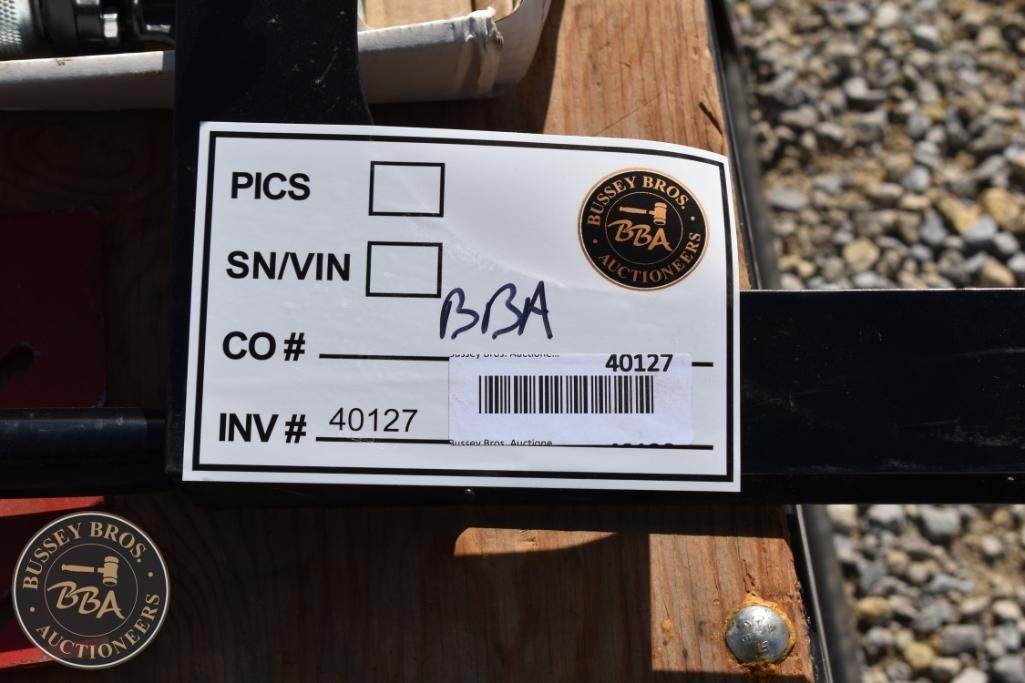 PICS
BUSSEY BROS.
BBA
AUCTIONEERS
SN/VIN
BBA
CO #
Bussey Bros. Auctione...
40127
INV # 40127
Bussey Bros. Auctione
BUSSEY BROS.
BBA
AUCTIONEERS